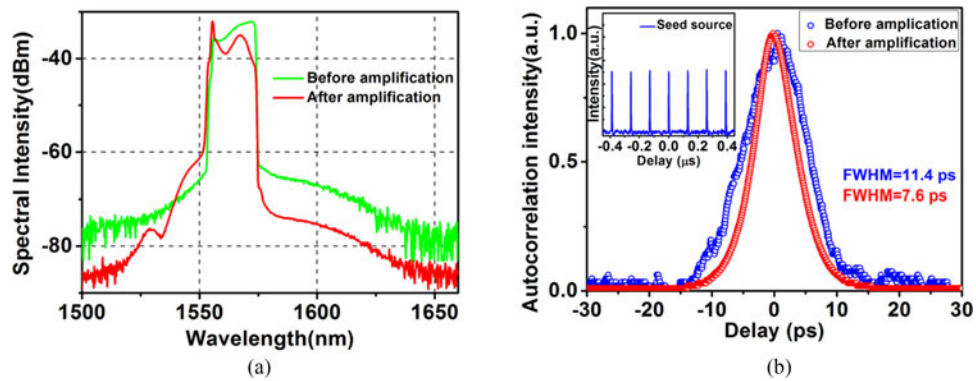 Spectral Intensity(dBm)
-40
-60
-80
1500
1550
1600
1650
Wavelength(nm)
Before amplification
After amplification
(a)
Autocorrelation intensity(a.u.)
1.0
0.5
0.0
-30
-20
-10
0
10
20
30
Delay (ps)
Before amplication
After amplification
FWHM=11.4 ps
FWHM=7.6 ps
Seed source
Intensity(a.u.)
-0.4 -0.2 0.0 0.2 0.4
Delay (μs)
(b)